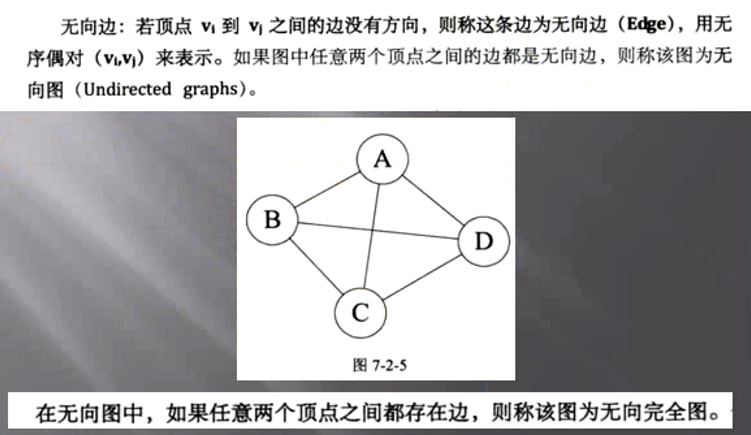 无向边：若顶点 vi 到 vj 之间的边没有方向，则称这条边为无向边（Edge），用无
序偶对（vi,vj）来表示。如果图中任意两个顶点之间的边都是无向边，则称该图为无
向图（Undirected graphs）。
A
B
D
C
图 7-2-5
在无向图中，如果任意两个顶点之间都存在边，则称该图为无向完全图。